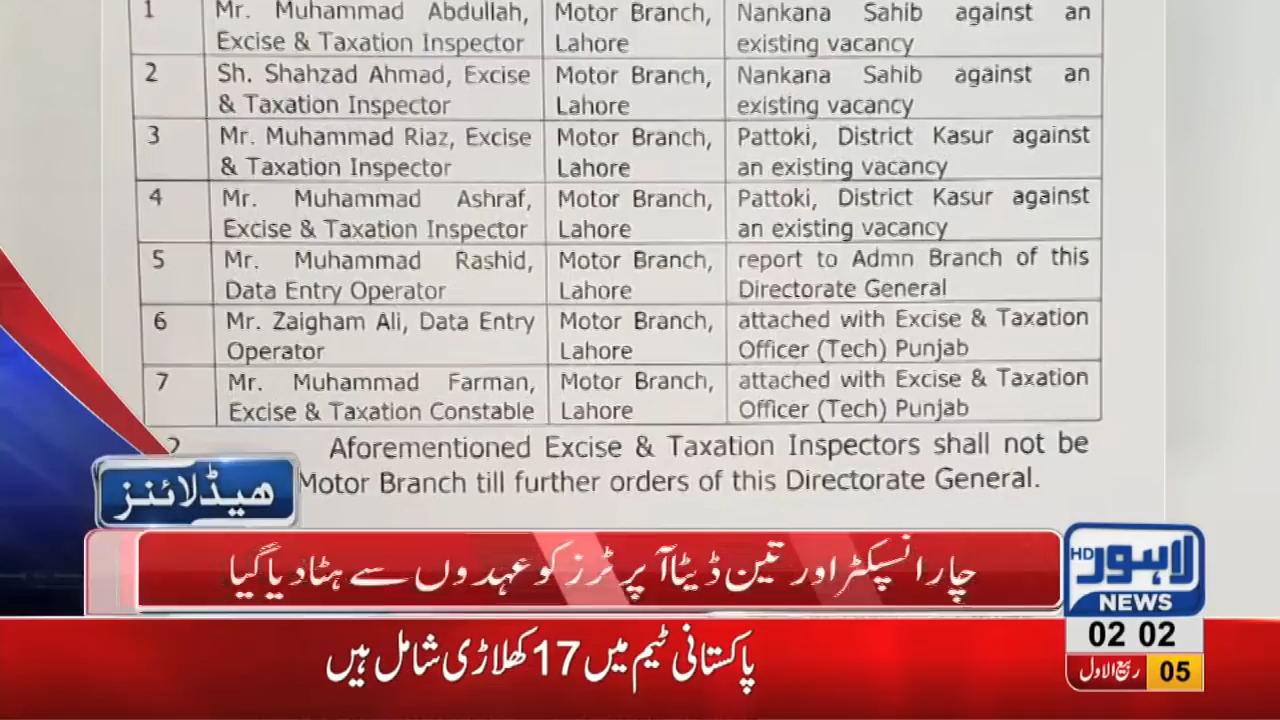 1 Mr. Muhammad Abdullah, Motor Branch, Nankana Sahib against an
Excise & Taxation Inspector Lahore existing vacancy
2 Sh. Shahzad Ahmad, Excise Motor Branch, Nankana Sahib against an
& Taxation Inspector Lahore existing vacancy
3 Mr. Muhammad Riaz, Excise Motor Branch, Pattoki, District Kasur against
& Taxation Inspector Lahore an existing vacancy
4 Mr. Muhammad Ashraf, Motor Branch, Pattoki, District Kasur against
Excise & Taxation Inspector Lahore an existing vacancy
5 Mr. Muhammad Rashid, Motor Branch, report to Admn Branch of this
Data Entry Operator Lahore Directorate General
6 Mr. Zaigham Ali, Data Entry Motor Branch, attached with Excise & Taxation
Operator Lahore Officer (Tech) Punjab
7 Mr. Muhammad Farman, Motor Branch, attached with Excise & Taxation
Excise & Taxation Constable Lahore Officer (Tech) Punjab
2 Aforementioned Excise & Taxation Inspectors shall not be
Motor Branch till further orders of this Directorate General.
ہیڈلائنز
چار انسپکٹر اور تین ڈیٹا آپرٹرز کو عہدوں سے ہٹا دیا گیا
لاہور HD
NEWS
02 02
05 ربیع الاول
پاکستانی ٹیم میں 17 کھلاڑی شامل ہیں